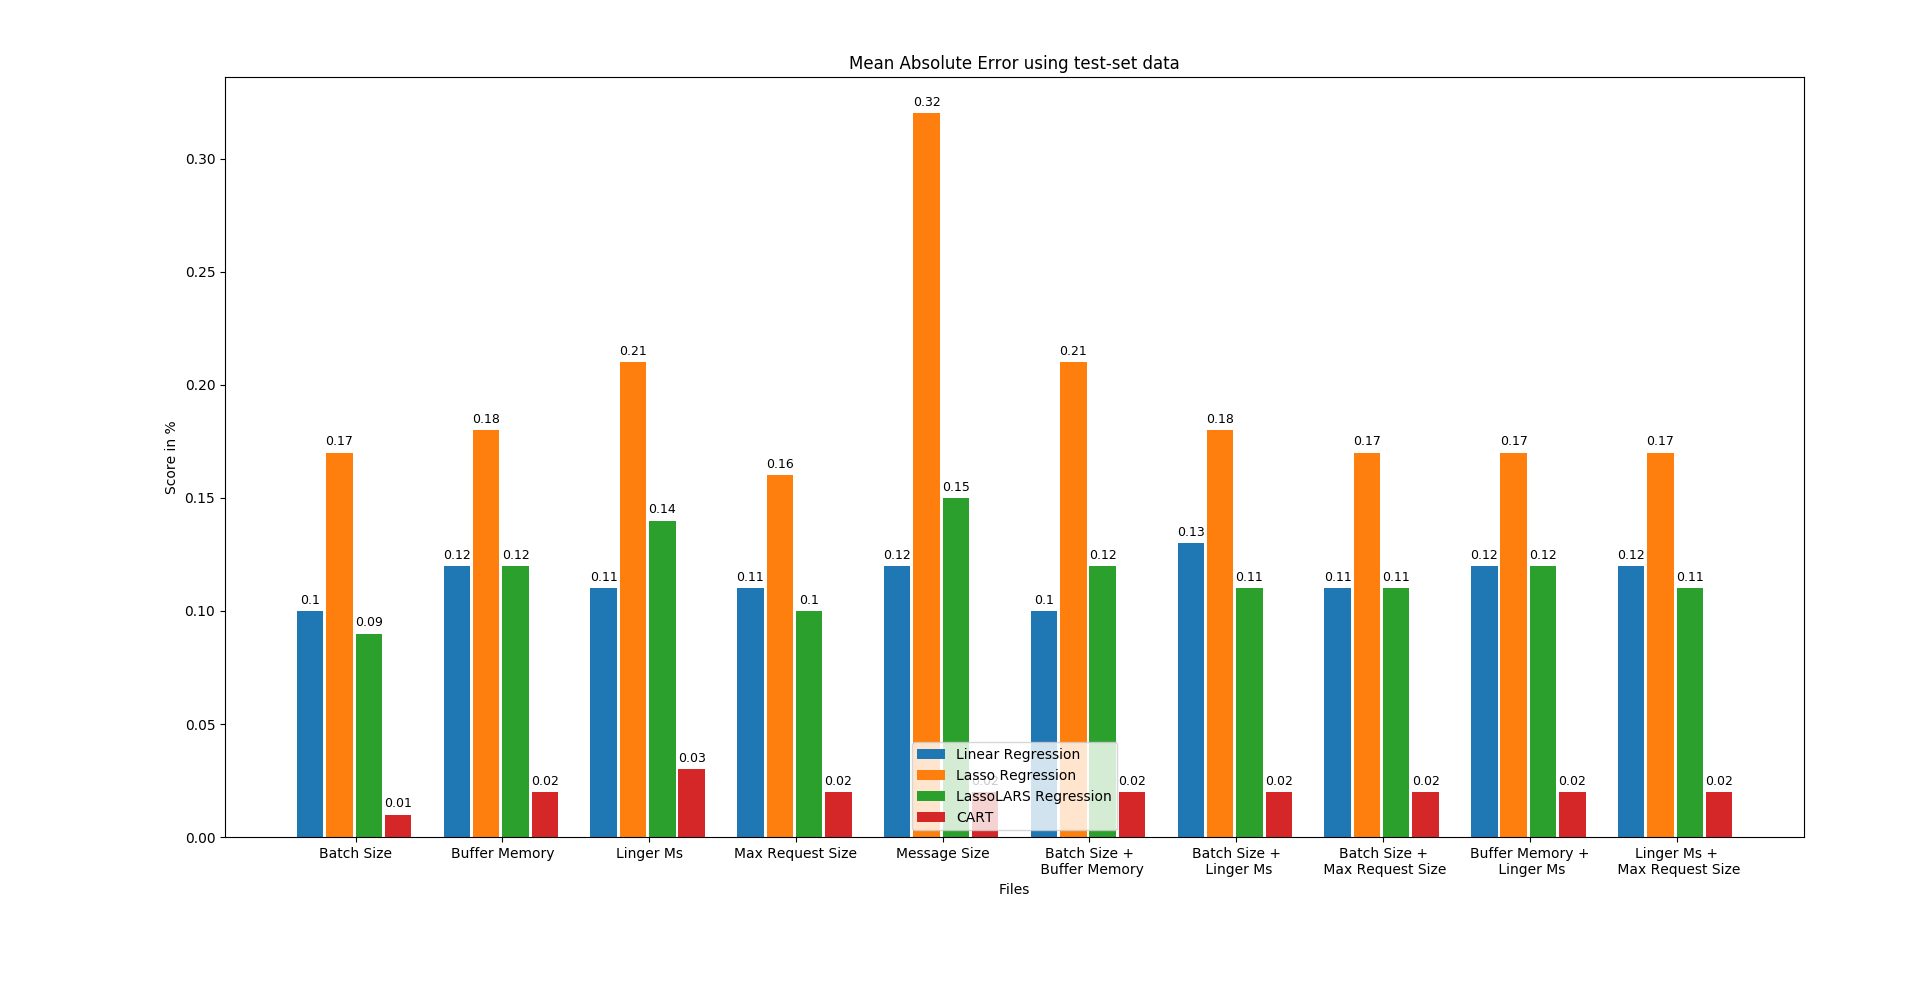 Mean Absolute Error using test-set data
0.32
0.30
0.25
0.21
0.21
0.20
0.18
0.18
0.17
0.17
0.17
0.17
0.16
0.15
0.15
0.14
0.13
0.12
0.12
0.12
0.12
0.12
0.12
0.12
0.11
0.11
0.11
0.11
0.11
0.11
0.1
0.1
0.1
0.10
0.09
0.05
0.03
0.02
0.02
0.02
0.02
0.02
0.02
0.02
0.02
0.01
0.00
Score in %
Linear Regression
Lasso Regression
LassoLARS Regression
CART
Batch Size
Buffer Memory
Linger Ms
Max Request Size
Message Size
Batch Size +
Buffer Memory
Batch Size +
Linger Ms
Batch Size +
Max Request Size
Buffer Memory +
Linger Ms
Linger Ms +
Max Request Size
Files